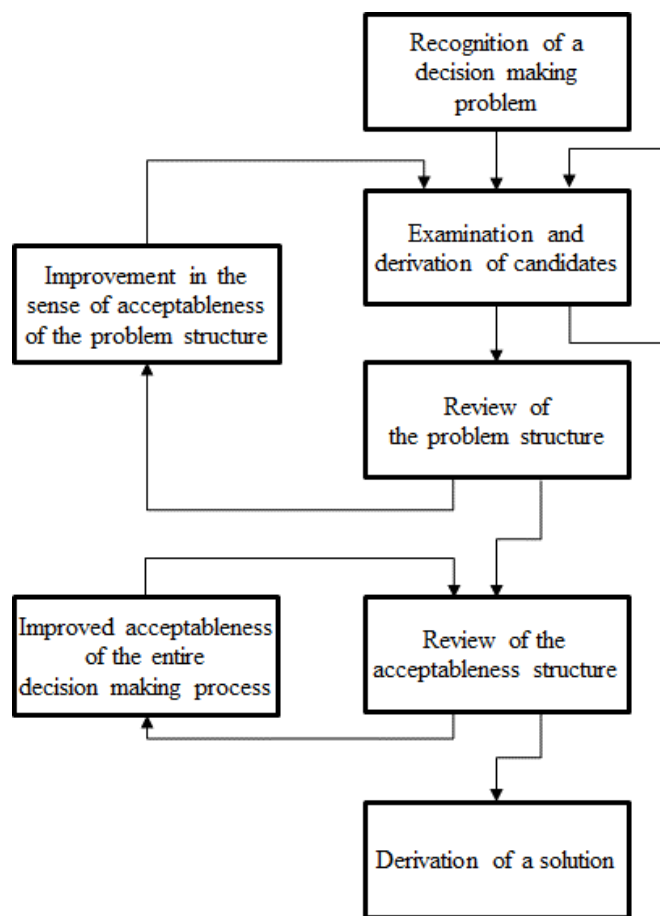 Recognition of a
decision making
problem
Examination and
derivation of candidates
Improvement in the
sense of acceptableness
of the problem structure
Review of
the problem structure
Improved acceptableness
of the entire
decision making process
Review of the
acceptableness structure
Derivation of a solution